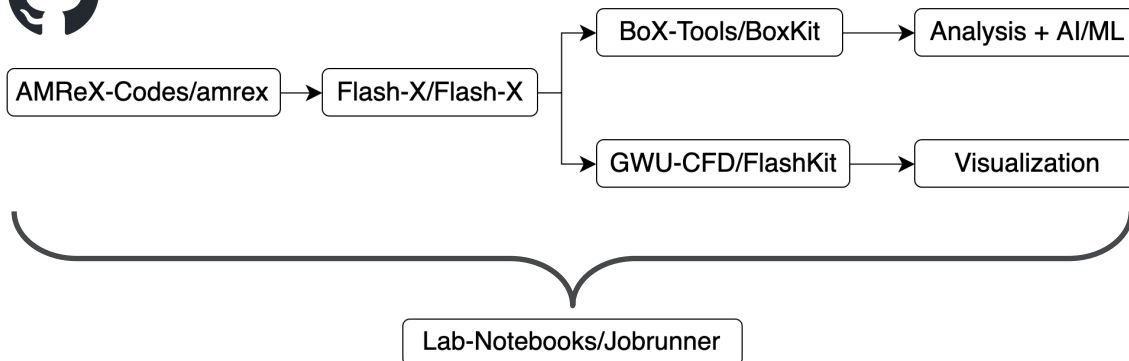 BoX-Tools/BoxKit
Analysis + AI/ML
AMReX-Codes/amrex
Flash-X/Flash-X
GWU-CFD/FlashKit
Visualization
Lab-Notebooks/Jobrunner